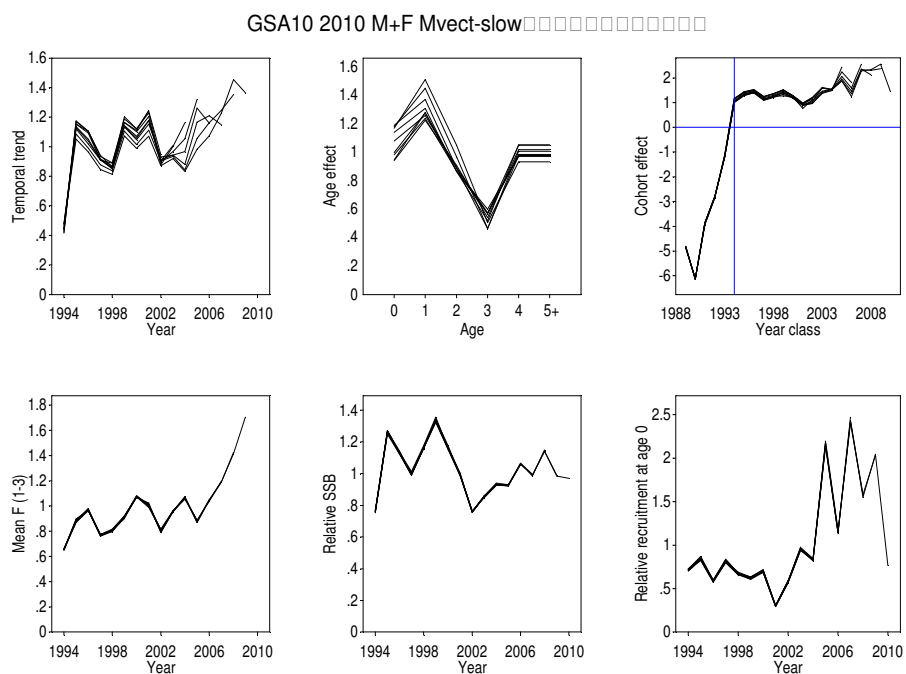 GSA10 2010 M+F Mvect-slow□□□□□□□□□□□□□
Temporal trend
1.6
1.4
1.2
1
.8
.6
.4
.2
0
1994 1998 2002 2006 2010
Year
Age effect
1.6
1.4
1.2
1
.8
.6
.4
.2
0
0 1 2 3 4 5+
Age
Cohort effect
2
1
0
-1
-2
-3
-4
-5
-6
1988 1993 1998 2003 2008
Year class
Mean F (1-3)
1.8
1.6
1.4
1.2
1
.8
.6
.4
.2
0
1994 1998 2002 2006 2010
Year
Relative SSB
1.4
1.2
1
.8
.6
.4
.2
0
1994 1998 2002 2006 2010
Year
Relative recruitment at age 0
2.5
2
1.5
1
.5
0
1994 1998 2002 2006 2010
Year